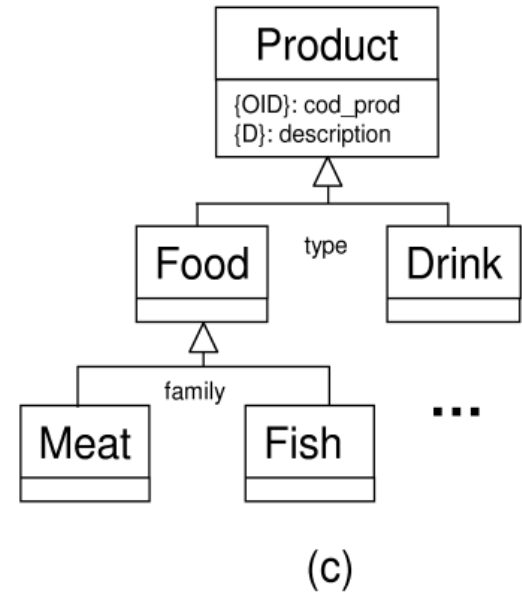 Product
{OID}: cod_prod
{D}: description
type
Food
Drink
family
Meat
Fish
...
(c)